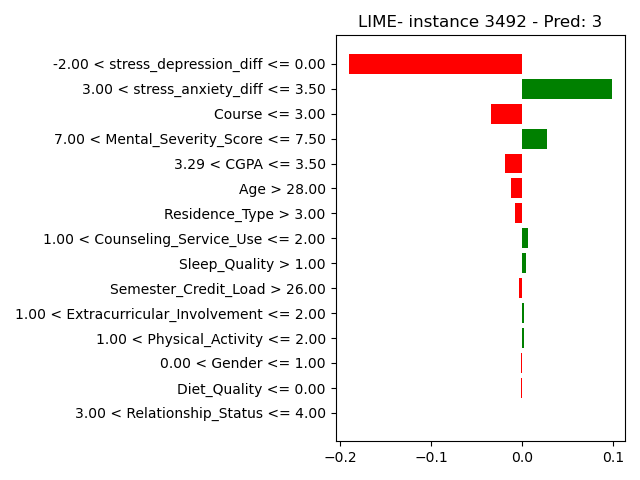 LIME- instance 3492 - Pred: 3
-2.00 < stress_depression_diff <= 0.00
3.00 < stress_anxiety_diff <= 3.50
Course <= 3.00
7.00 < Mental_Severity_Score <= 7.50
3.29 < CGPA <= 3.50
Age > 28.00
Residence_Type > 3.00
1.00 < Counseling_Service_Use <= 2.00
Sleep_Quality > 1.00
Semester_Credit_Load > 26.00
1.00 < Extracurricular_Involvement <= 2.00
1.00 < Physical_Activity <= 2.00
0.00 < Gender <= 1.00
Diet_Quality <= 0.00
3.00 < Relationship_Status <= 4.00
−0.2 −0.1 0.0 0.1